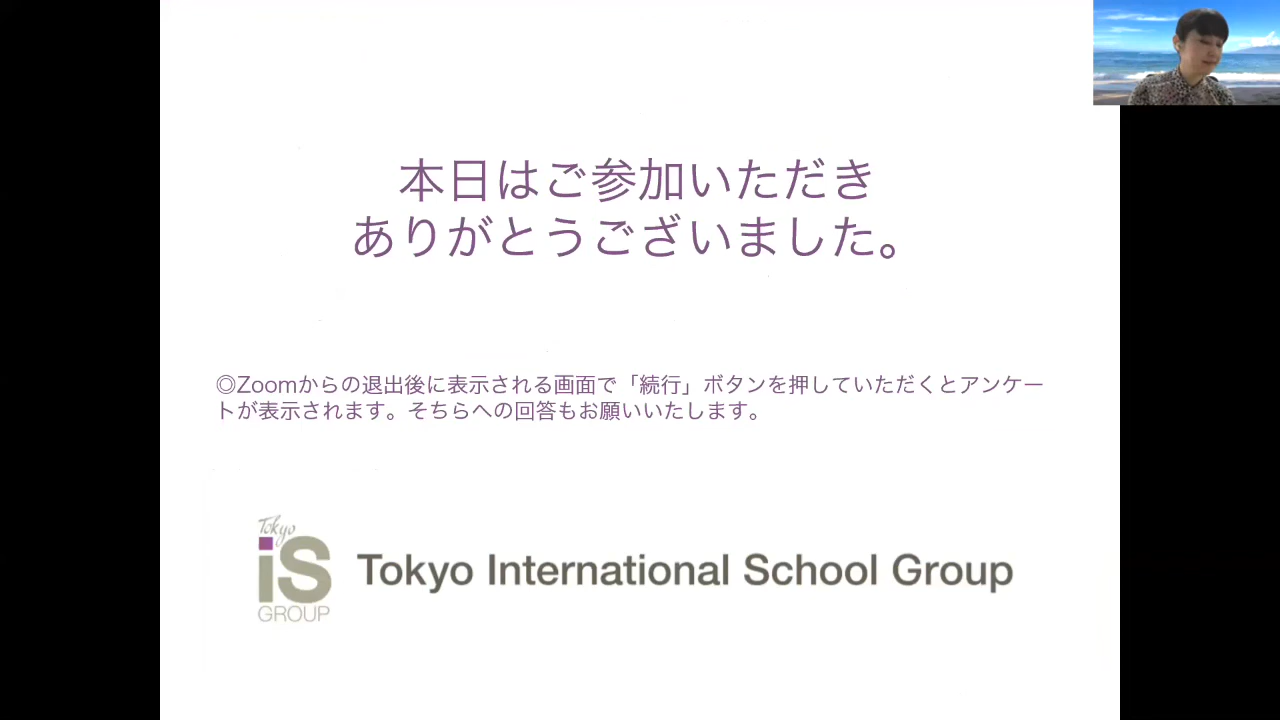 本日はご参加いただき
ありがとうございました。
◎Zoomからの退出後に表示される画面で「続行」ボタンを押していただくとアンケー
トが表示されます。そちらへの回答もお願いいたします。
Tokyo
iS
GROUP
Tokyo International School Group